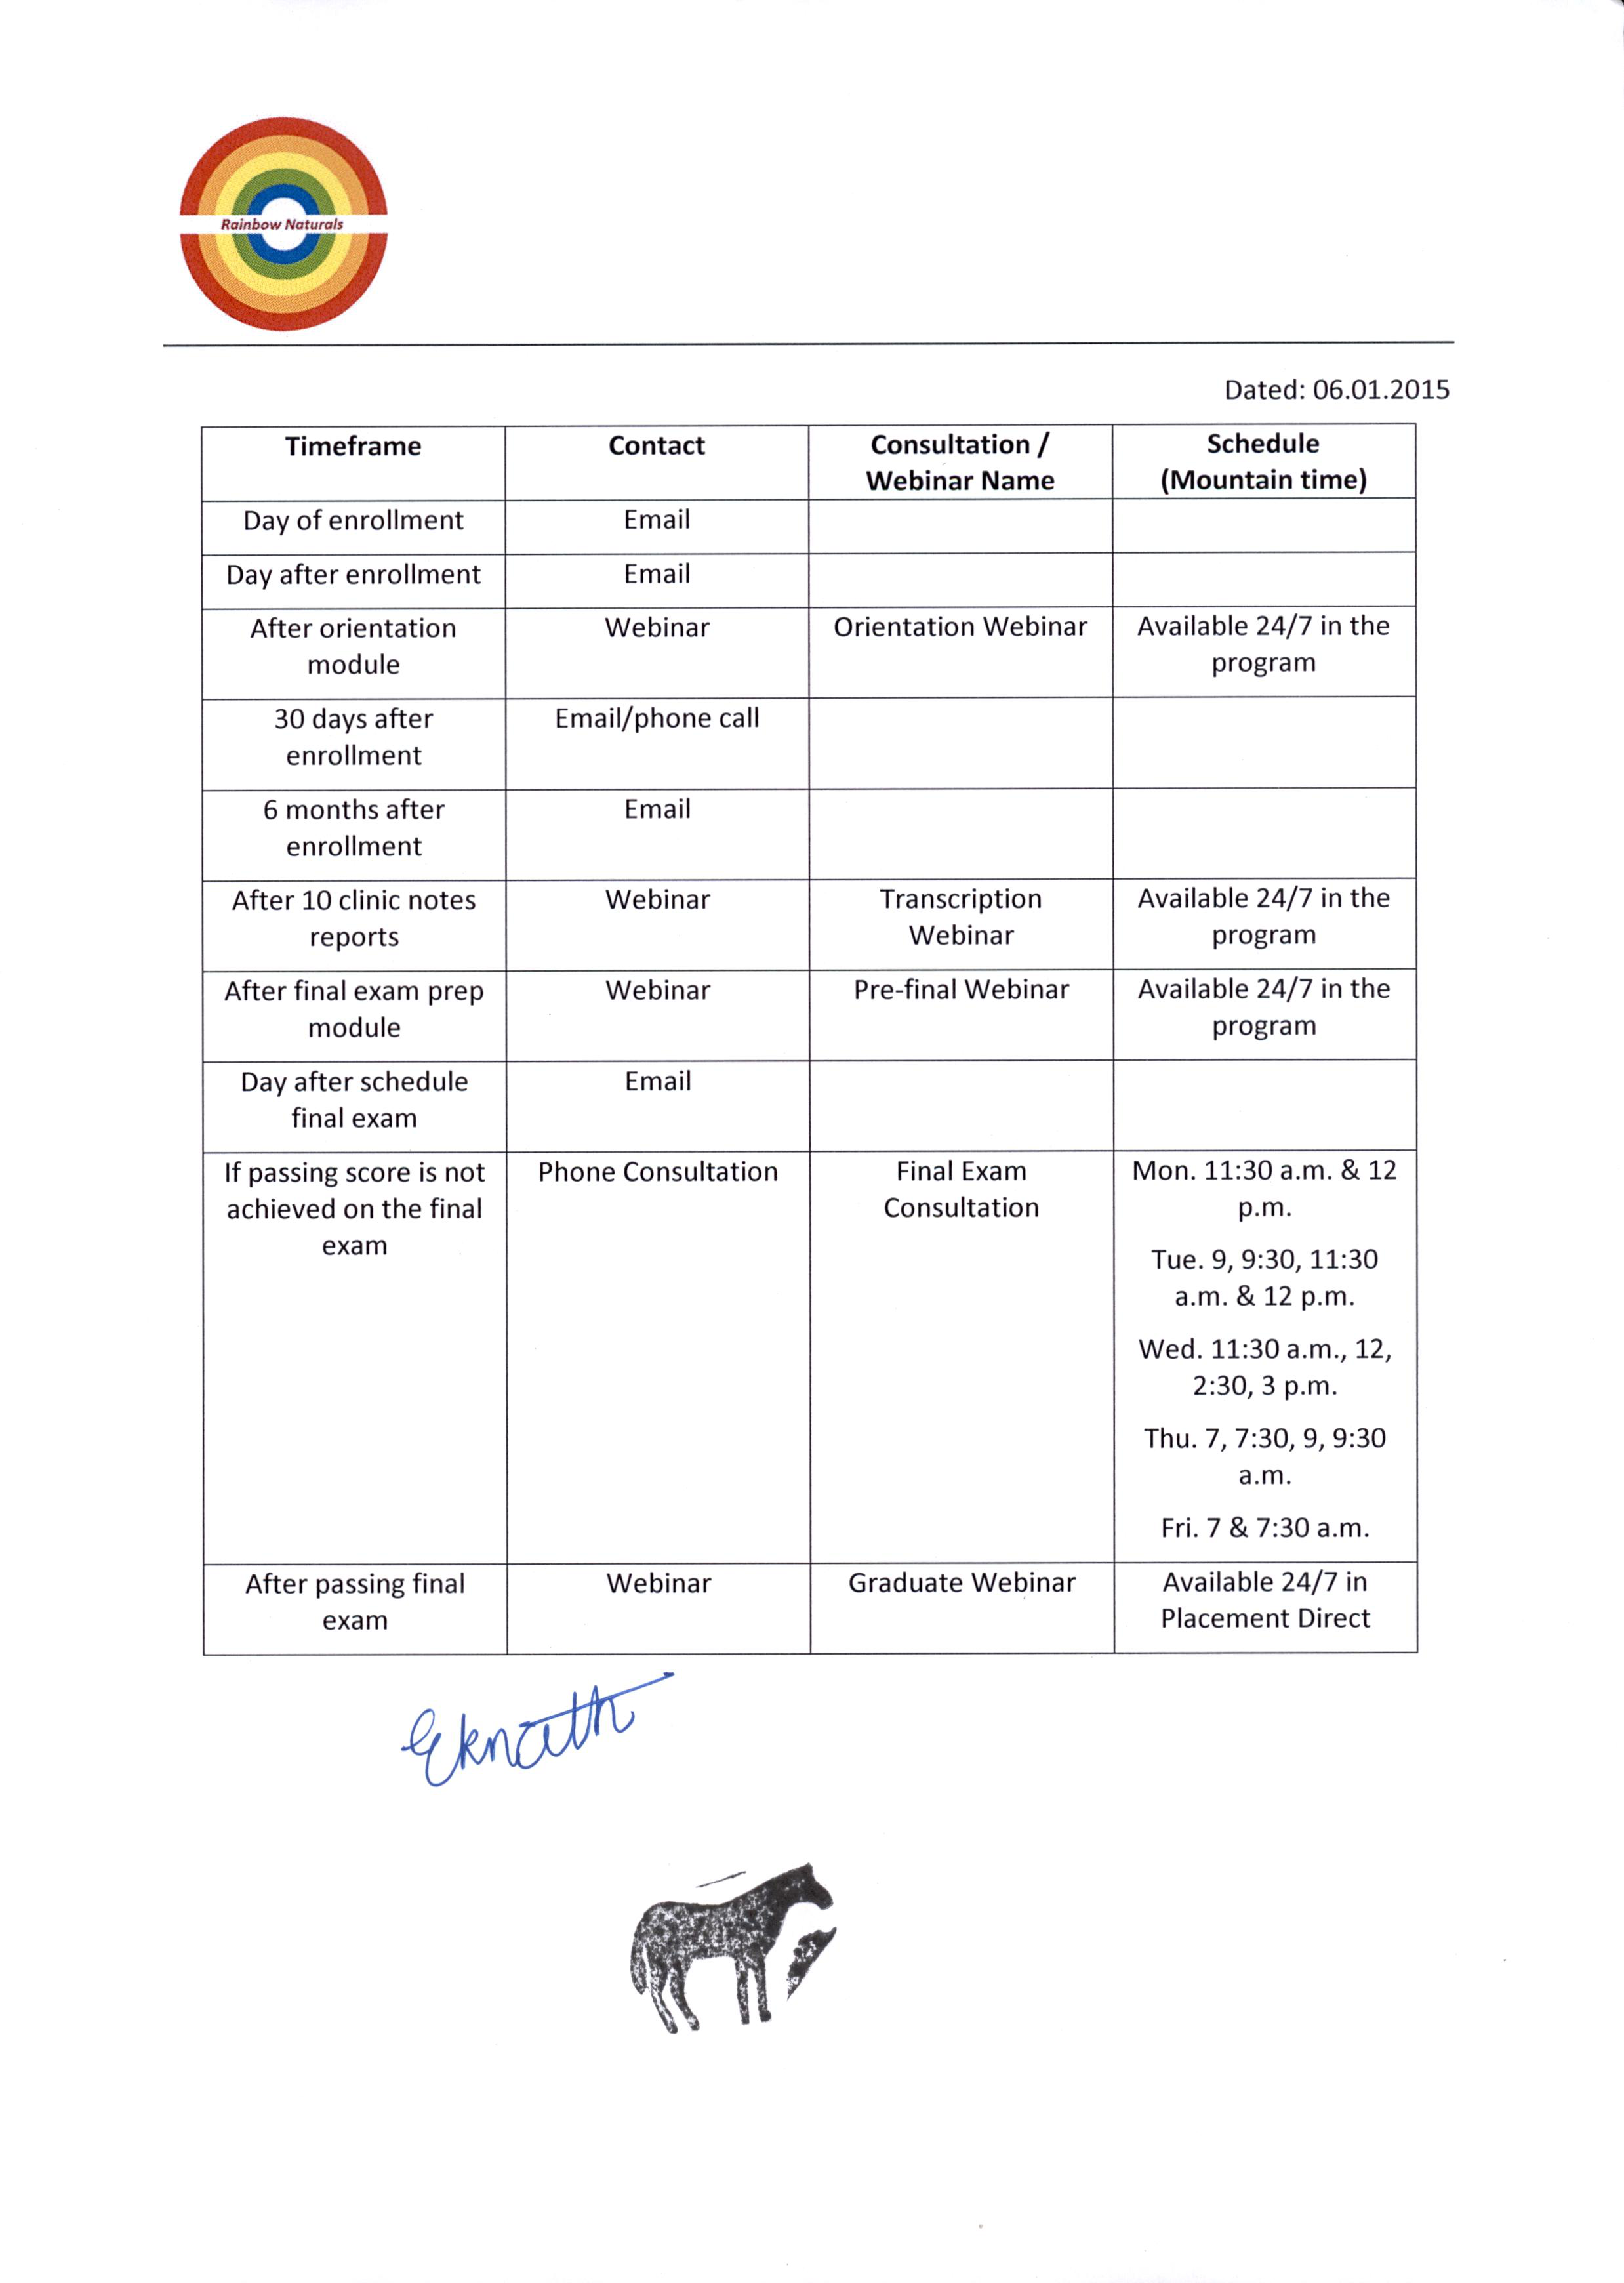 Rainbow Naturals
Dated: 06.01.2015
Timeframe Contact Consultation / Schedule
Webinar Name (Mountain time)
Day of enrollment Email
Day after enrollment Email
After orientation Webinar Orientation Webinar Available 24/7 in the
module program
30 days after Email/phone call
enrollment
6 months after Email
enrollment
After 10 clinic notes Webinar Transcription Available 24/7 in the
reports Webinar program
After final exam prep Webinar Pre-final Webinar Available 24/7 in the
module program
Day after schedule Email
final exam
If passing score is not Phone Consultation Final Exam Mon. 11:30 a.m. & 12
achieved on the final Consultation p.m.
exam Tue. 9, 9:30, 11:30
a.m. & 12 p.m.
Wed. 11:30 a.m., 12,
2:30, 3 p.m.
Thu. 7, 7:30, 9, 9:30
a.m.
Fri. 7 & 7:30 a.m.
After passing final Webinar Graduate Webinar Available 24/7 in
exam Placement Direct
Eknath